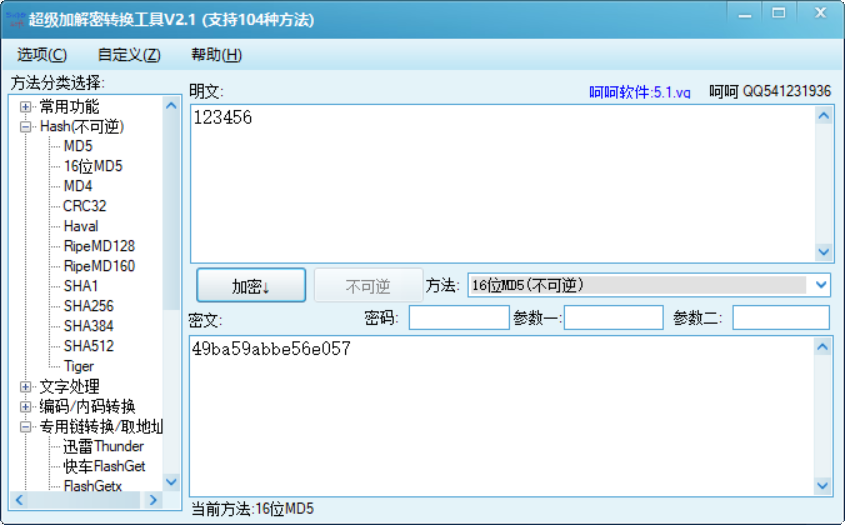 超级加解密转换工具V2.1 (支持104种方法)
选项(C) 自定义(Z) 帮助(H)
方法分类选择:
常用功能
Hash(不可逆)
MD5
16位MD5
MD4
CRC32
Haval
RipeMD128
RipeMD160
SHA1
SHA256
SHA384
SHA512
Tiger
文字处理
编码/内码转换
专用链转换/取地址
迅雷Thunder
快车FlashGet
FlashGetx
明文: 呵呵软件:5.1.vg 呵呵 QQ541231936
123456
加密↓ 不可逆 方法: 16位MD5(不可逆)
密文: 密码: 参数一: 参数二:
49ba59abbe56e057
当前方法:16位MD5